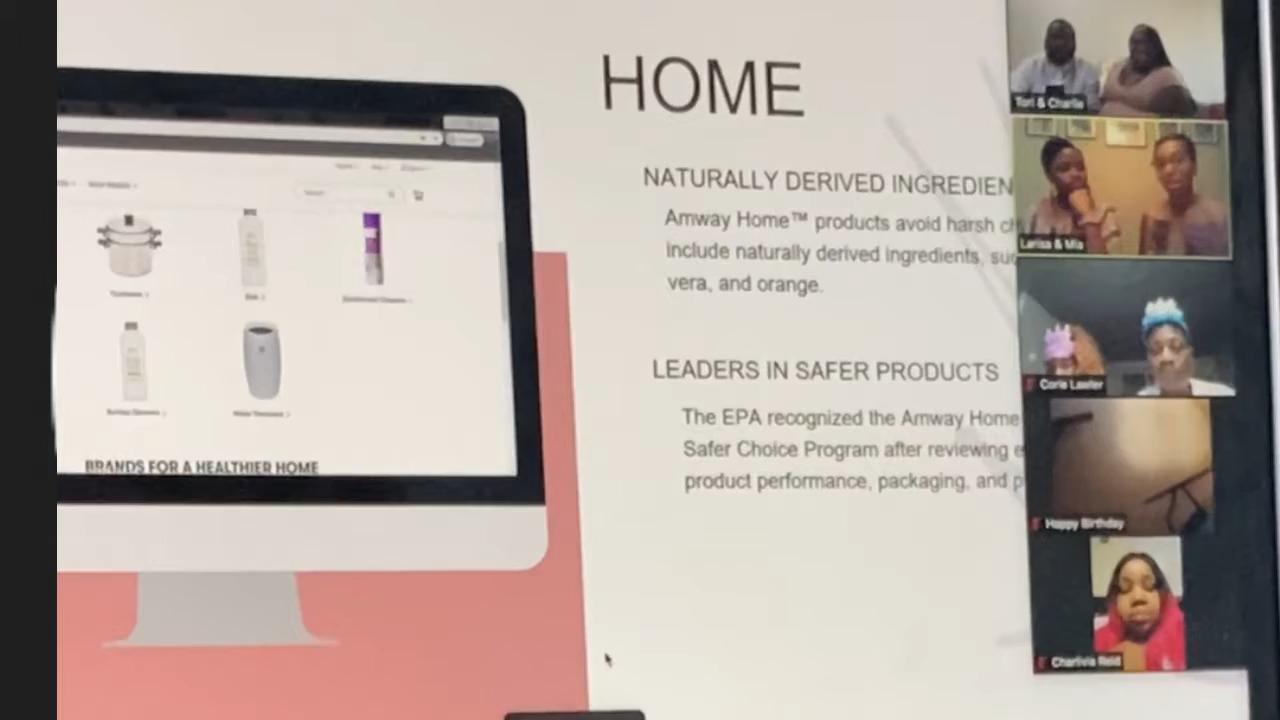 HOME
NATURALLY DERIVED INGREDIEN
Amway Home™ products avoid harsh ch
include naturally derived ingredients, suc
vera, and orange.
LEADERS IN SAFER PRODUCTS
The EPA recognized the Amway Home
Safer Choice Program after reviewing e
product performance, packaging, and p
BRANDS FOR A HEALTHIER HOME
Tori & Charlie
Larisa & Mia
Corie Lawler
Happy Birthday
Charlivia Reid